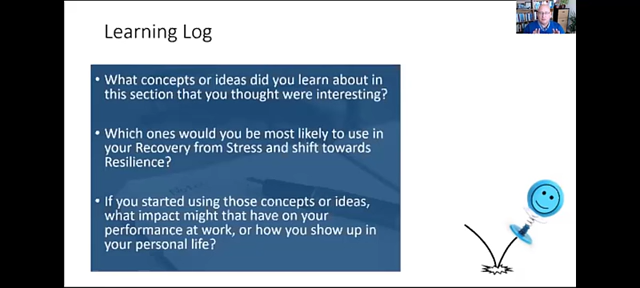 Learning Log
• What concepts or ideas did you learn about in
this section that you thought were interesting?
• Which ones would you be most likely to use in
your Recovery from Stress and shift towards
Resilience?
• If you started using those concepts or ideas,
what impact might that have on your
performance at work, or how you show up in
your personal life?